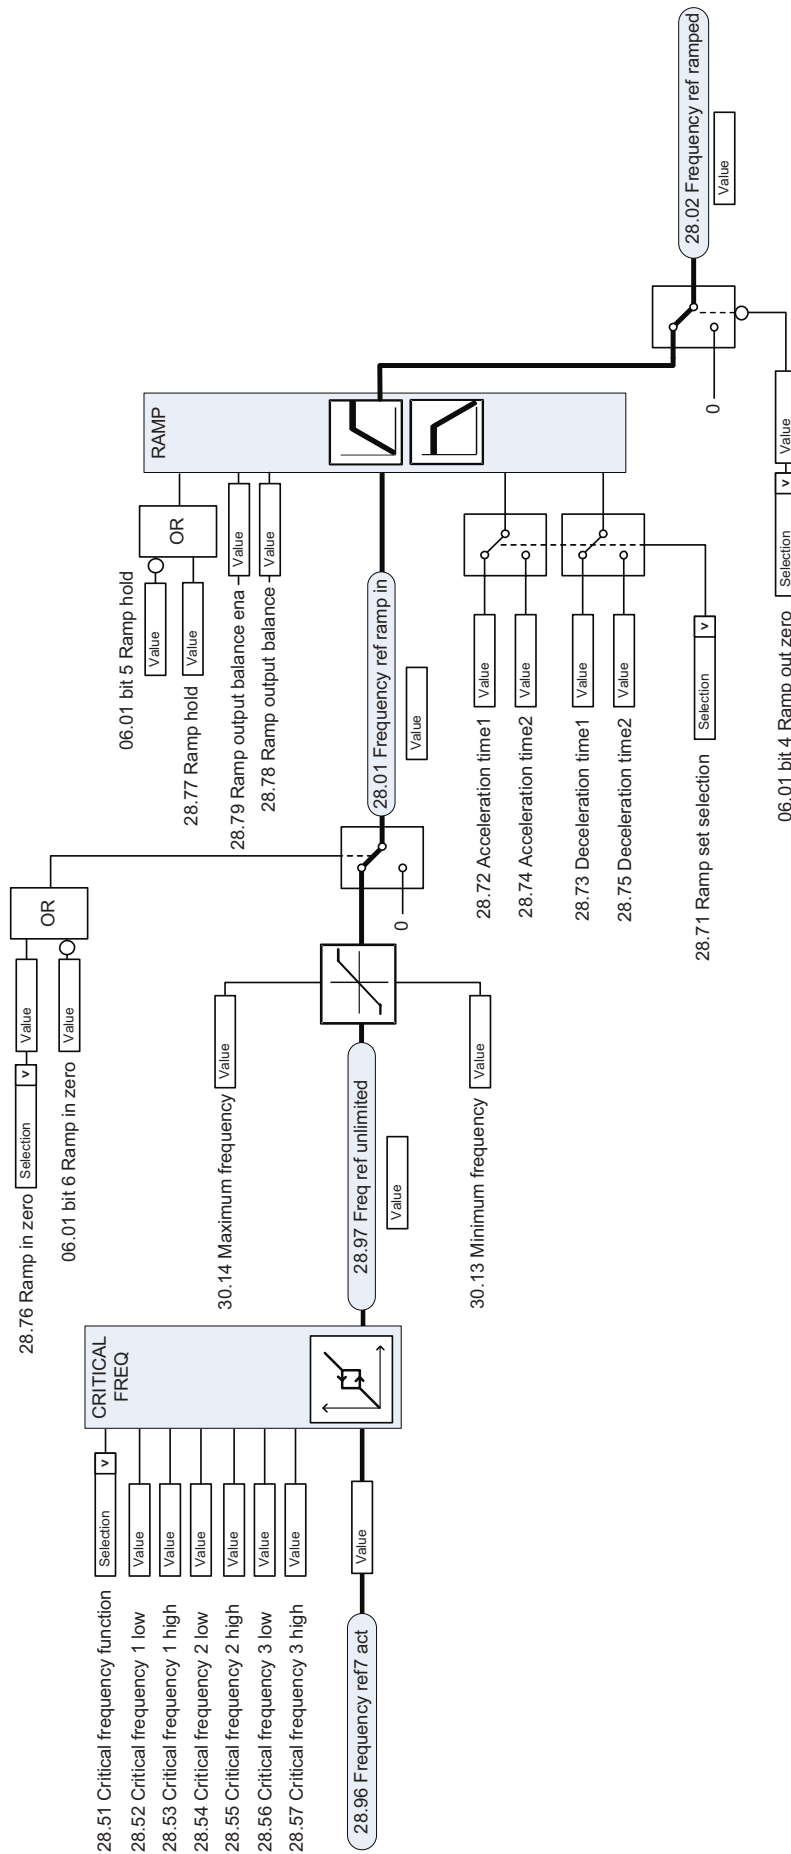 28.51 Critical frequency function
Selection
v
28.52 Critical frequency 1 low
Value
28.53 Critical frequency 1 high
Value
28.54 Critical frequency 2 low
Value
28.55 Critical frequency 2 high
Value
28.56 Critical frequency 3 low
Value
28.57 Critical frequency 3 high
Value
28.96 Frequency ref7 act
Value
CRITICAL
FREQ
28.76 Ramp in zero
Selection
v
Value
06.01 bit 6 Ramp in zero
Value
OR
30.14 Maximum frequency
Value
28.97 Freq ref unlimited
Value
30.13 Minimum frequency
Value
0
28.01 Frequency ref ramp in
Value
06.01 bit 5 Ramp hold
Value
28.77 Ramp hold
Value
OR
28.79 Ramp output balance ena
Value
28.78 Ramp output balance
Value
RAMP
28.72 Acceleration time1
Value
28.74 Acceleration time2
Value
28.73 Deceleration time1
Value
28.75 Deceleration time2
Value
28.71 Ramp set selection
Selection
v
0
06.01 bit 4 Ramp out zero
Selection
v
Value
28.02 Frequency ref ramped
Value